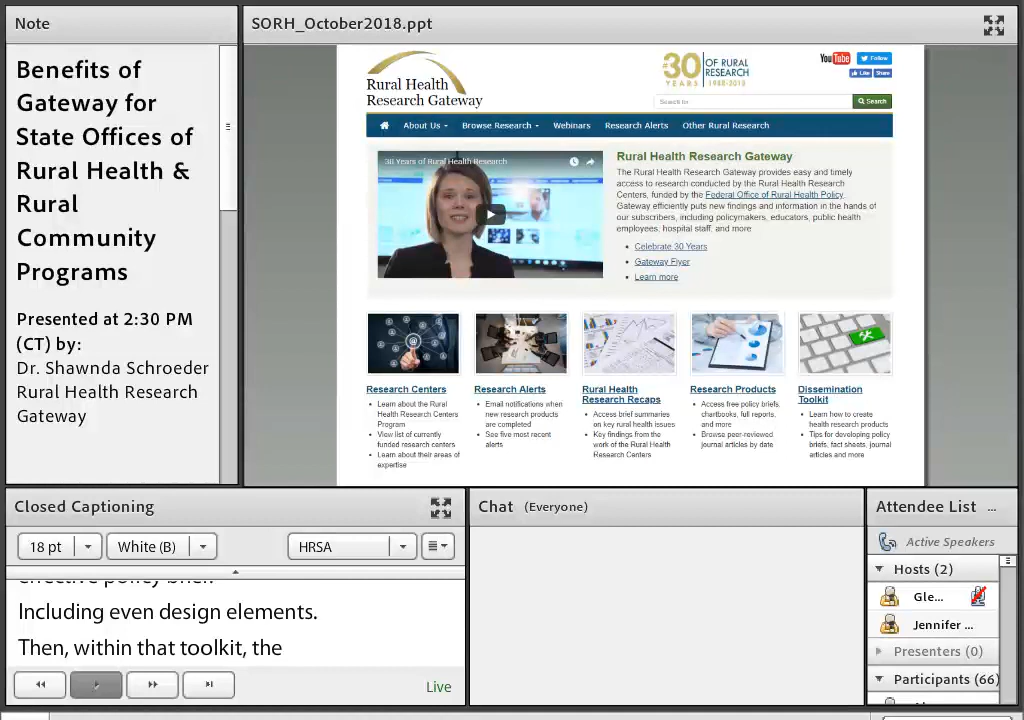 Note
Benefits of
Gateway for
State Offices of
Rural Health &
Rural
Community
Programs
Presented at 2:30 PM
(CT) by:
Dr. Shawnda Schroeder
Rural Health Research
Gateway
SORH_October2018.ppt
Rural Health
Research Gateway
30 OF RURAL
YEARS RESEARCH
1988-2018
YouTube
Follow
Like Share
Search for
Search
About Us
Browse Research
Webinars
Research Alerts
Other Rural Research
30 Years of Rural Health Research
Rural Health Research Gateway
The Rural Health Research Gateway provides easy and timely
access to research conducted by the Rural Health Research
Centers, funded by the Federal Office of Rural Health Policy.
Gateway efficiently puts new findings and information in the hands of
our subscribers, including policymakers, educators, public health
employees, hospital staff, and more
• Celebrate 30 Years
• Gateway Flyer
• Learn more
Research Centers
• Learn about the Rural
Health Research Centers
Program
• View list of currently
funded research centers
• Learn about their areas of
expertise
Research Alerts
• Email notifications when
new research products
are completed
• See five most recent
alerts
Rural Health
Research Recaps
• Access brief summaries
on key rural health issues
• Key findings from the
work of the Rural Health
Research Centers
Research Products
• Access free policy briefs,
chartbooks, full reports,
and more
• Browse peer-reviewed
journal articles by date
Dissemination
Toolkit
• Learn how to create
health research products
• Tips for developing policy
briefs, fact sheets, journal
articles and more
Closed Captioning
18 pt
White (B)
HRSA
effective policy brief.
Including even design elements.
Then, within that toolkit, the
Live
Chat (Everyone)
Attendee List ...
Active Speakers
Hosts (2)
Gle...
Jennifer ...
Presenters (0)
Participants (66)